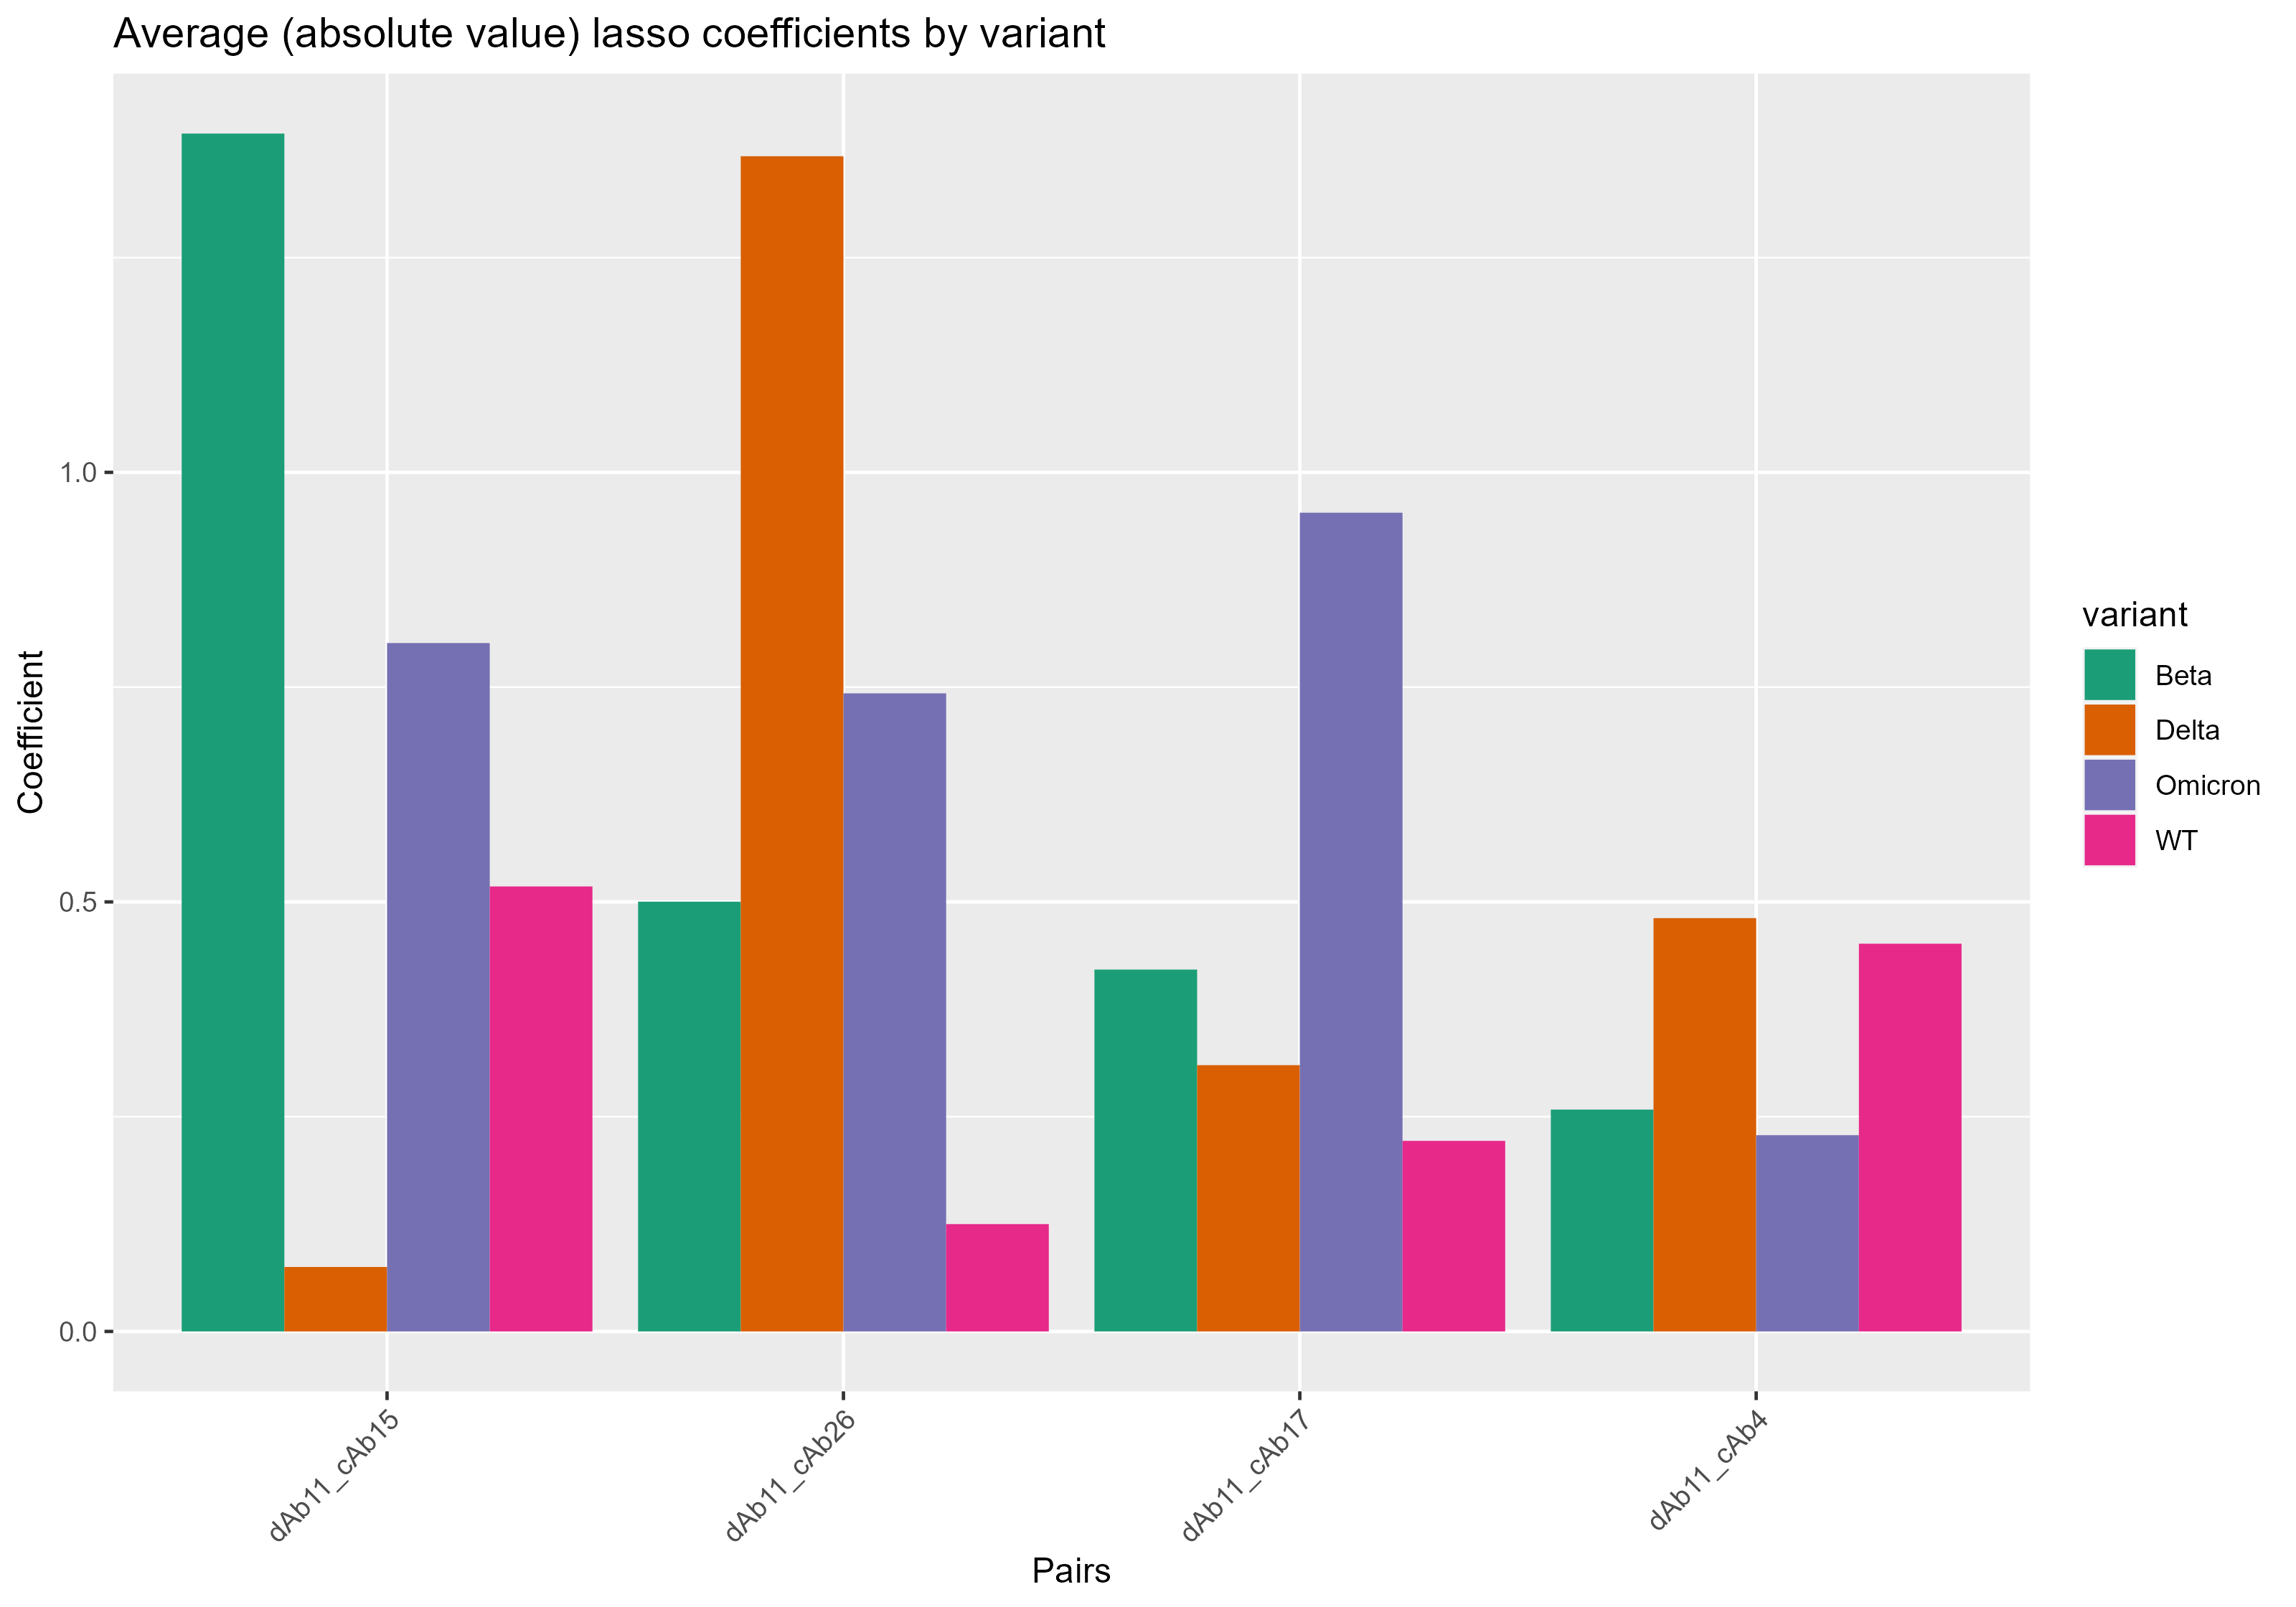 Average (absolute value) lasso coefficients by variant
Coefficient
1.0
0.5
0.0
dAb11_cAb15
dAb11_cAb26
dAb11_cAb17
dAb11_cAb4
Pairs
variant
Beta
Delta
Omicron
WT